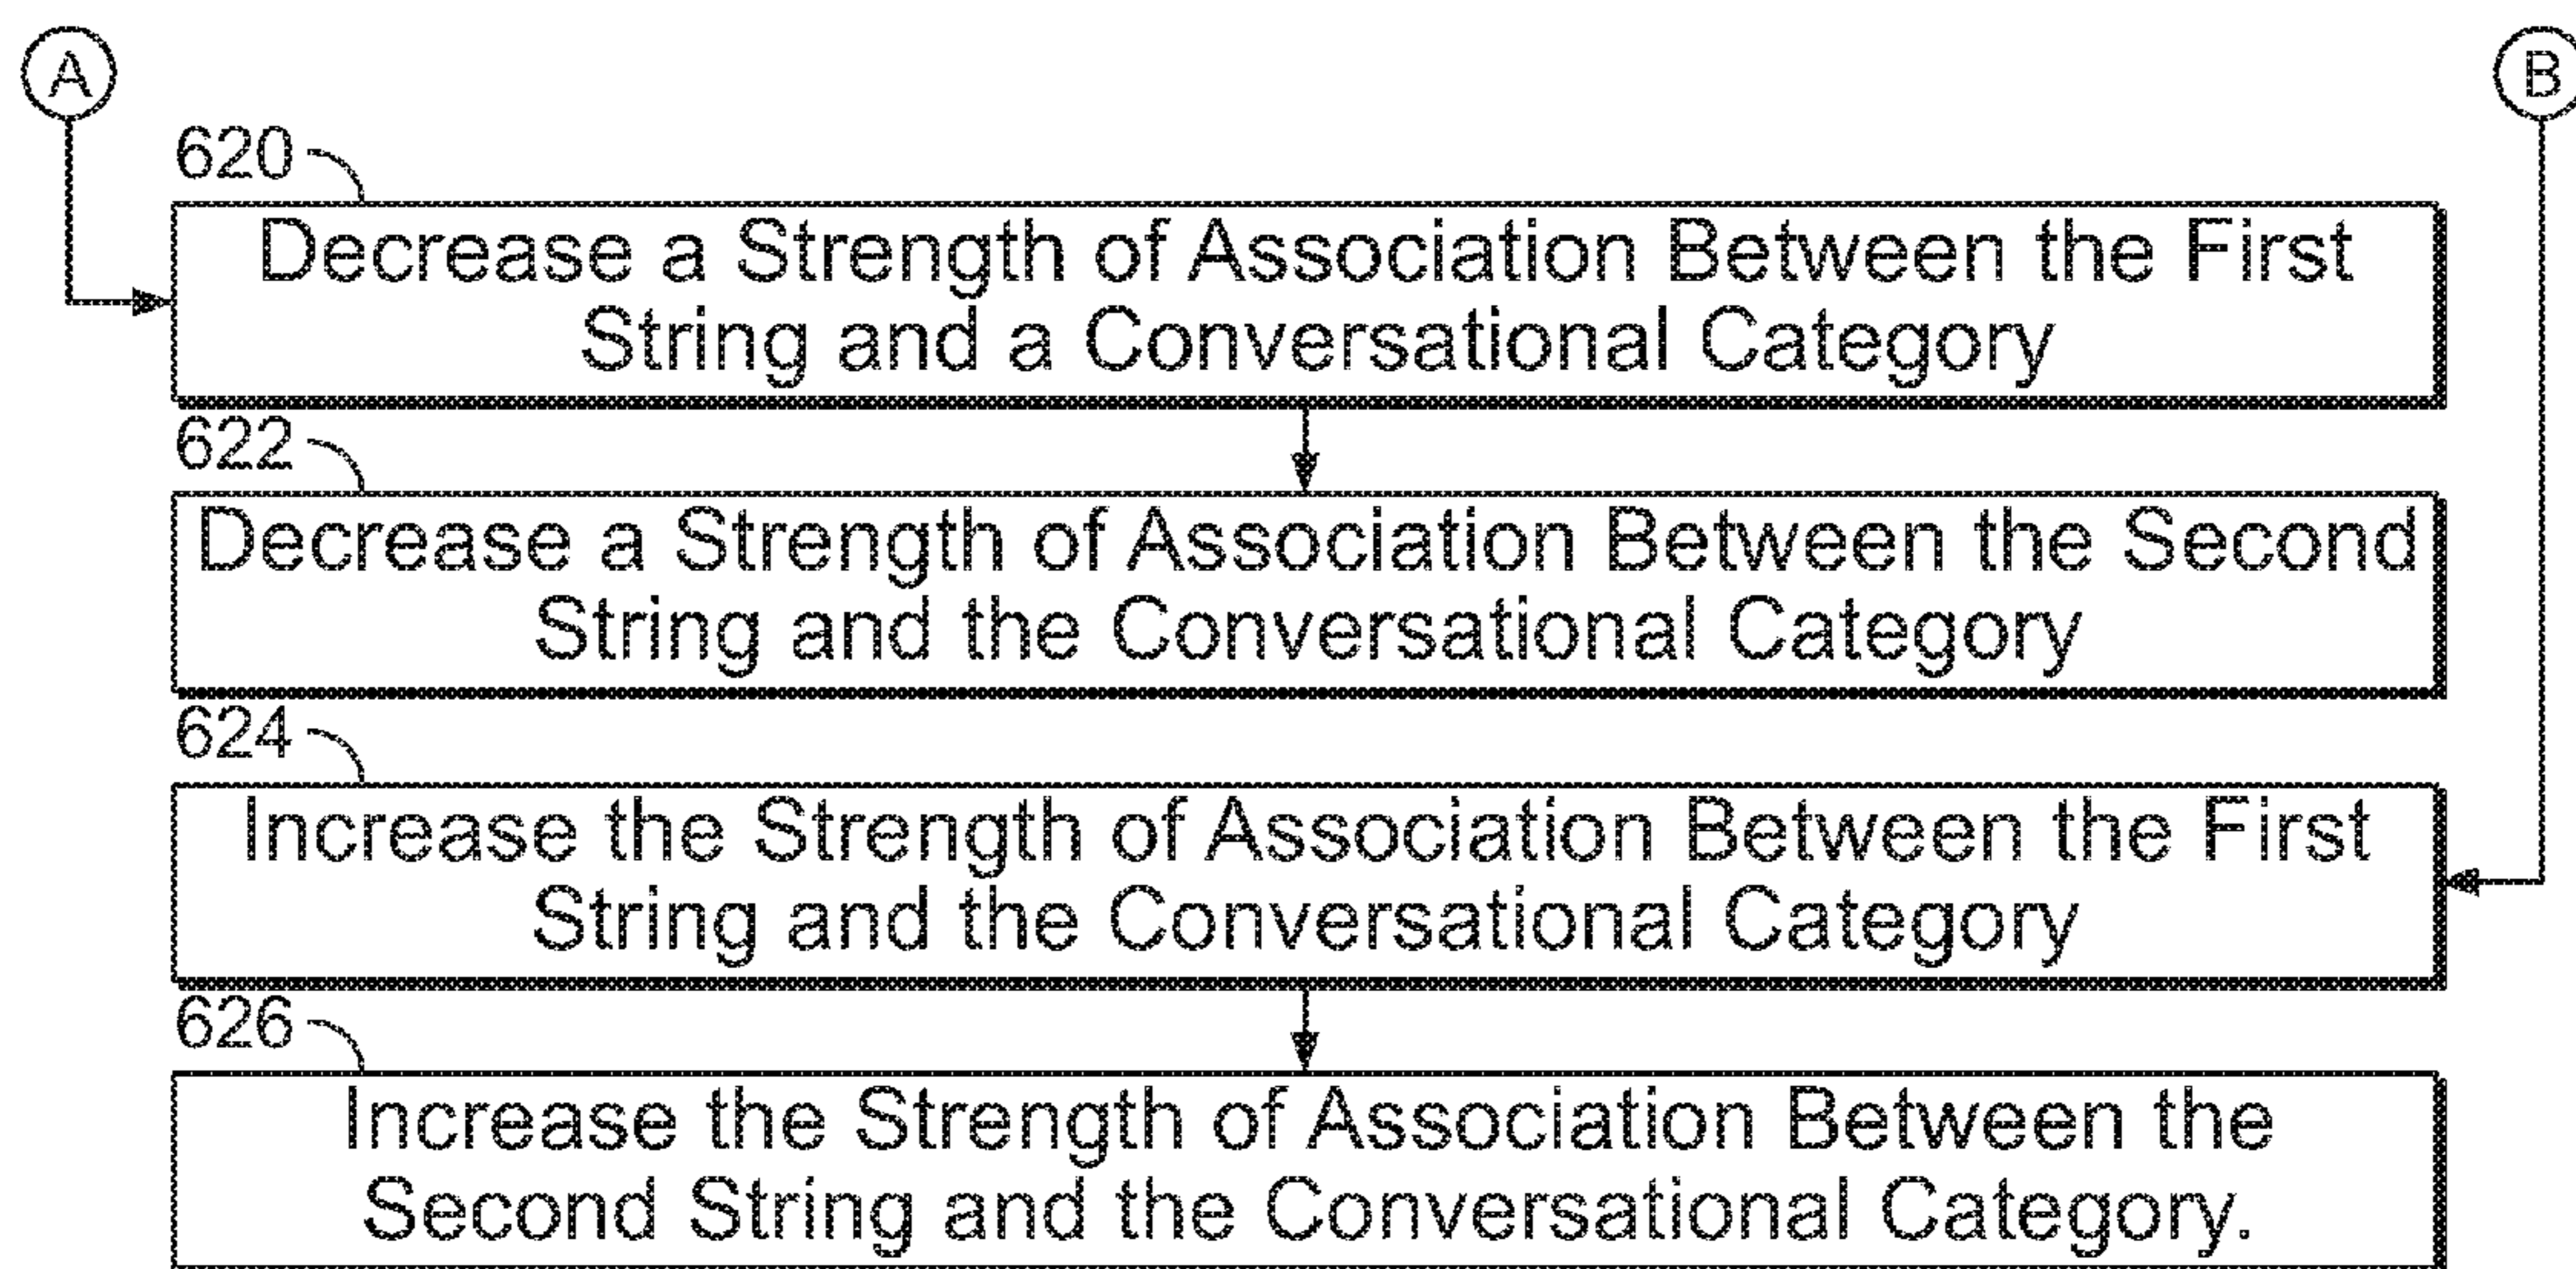 A
B
620
Decrease a Strength of Association Between the First
String and a Conversational Category
622
Decrease a Strength of Association Between the Second
String and the Conversational Category
624
Increase the Strength of Association Between the First
String and the Conversational Category
626
Increase the Strength of Association Between the
Second String and the Conversational Category.